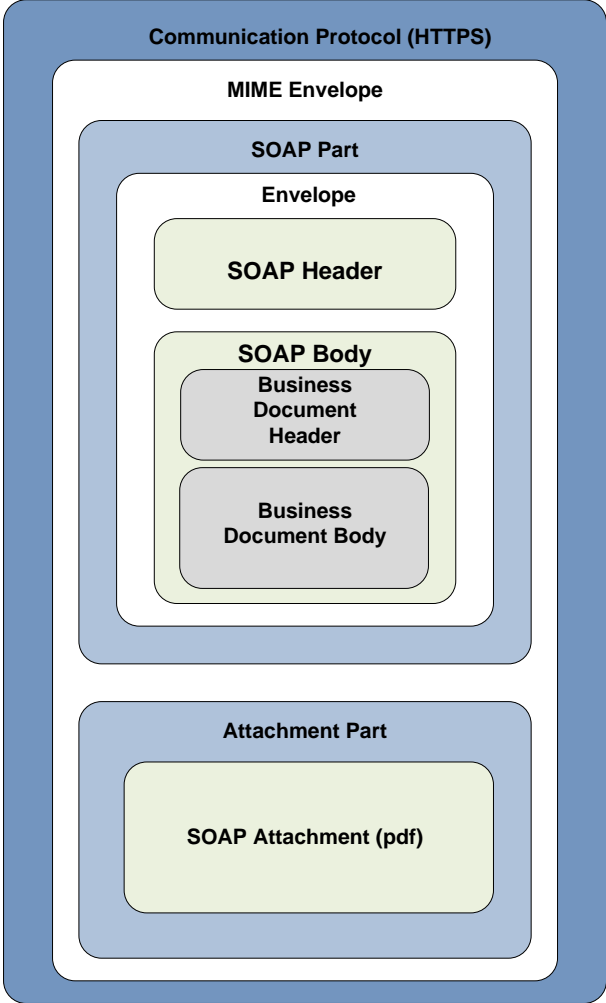 Communication Protocol (HTTPS)
MIME Envelope
SOAP Part
Envelope
SOAP Header
SOAP Body
Business
Document
Header
Business
Document Body
Attachment Part
SOAP Attachment (pdf)